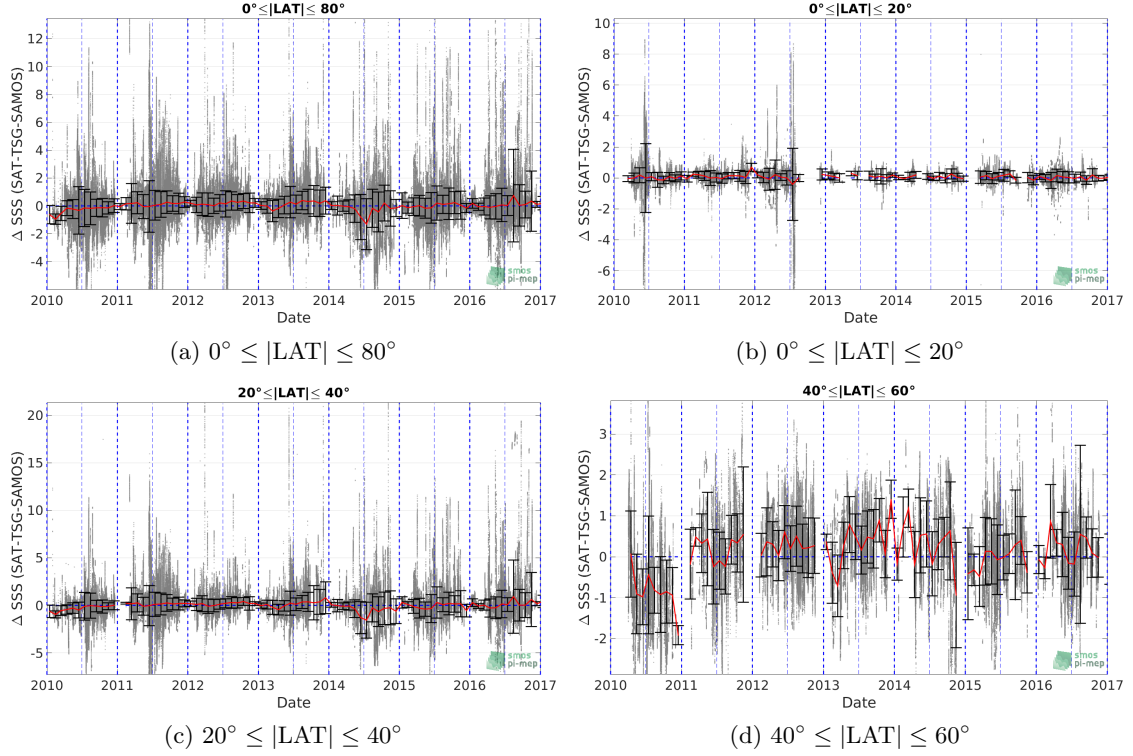 0°≤|LAT|≤ 80°
Δ SSS (SAT-TSG-SAMOS)
12
10
8
6
4
2
0
-2
-4
2010 2011 2012 2013 2014 2015 2016 2017
Date
smos
pi-mep
(a) 0° ≤ |LAT| ≤ 80°
0°≤|LAT|≤ 20°
Δ SSS (SAT-TSG-SAMOS)
10
8
6
4
2
0
-2
-4
-6
2010 2011 2012 2013 2014 2015 2016 2017
Date
smos
pi-mep
(b) 0° ≤ |LAT| ≤ 20°
20°≤|LAT|≤ 40°
Δ SSS (SAT-TSG-SAMOS)
20
15
10
5
0
-5
2010 2011 2012 2013 2014 2015 2016 2017
Date
smos
pi-mep
(c) 20° ≤ |LAT| ≤ 40°
40°≤|LAT|≤ 60°
Δ SSS (SAT-TSG-SAMOS)
3
2
1
0
-1
-2
2010 2011 2012 2013 2014 2015 2016 2017
Date
smos
pi-mep
(d) 40° ≤ |LAT| ≤ 60°